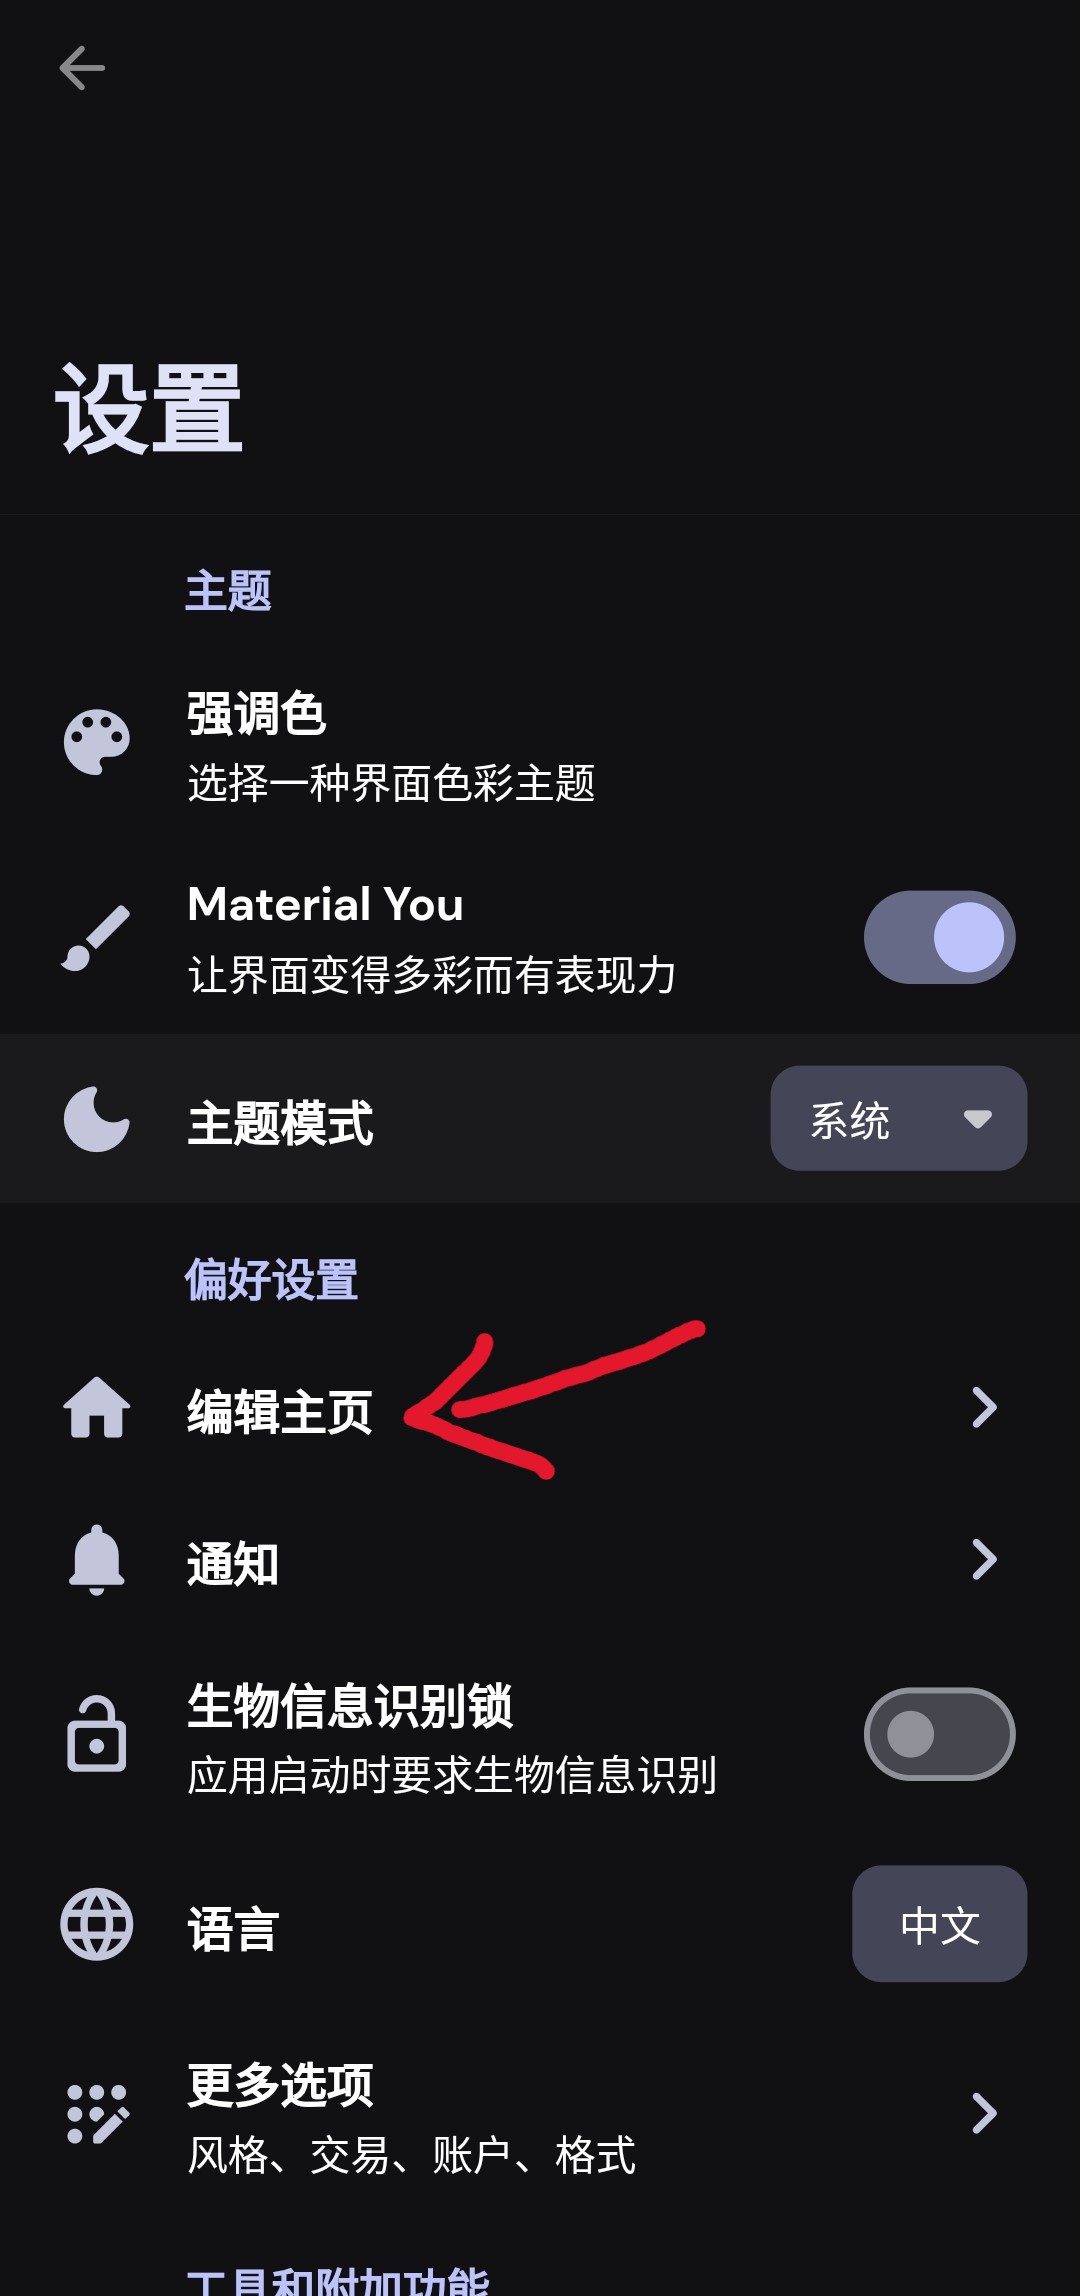 设置
主题
强调色
选择一种界面色彩主题
Material You
让界面变得多彩而有表现力
主题模式
系统
偏好设置
编辑主页
通知
生物信息识别锁
应用启动时要求生物信息识别
语言
中文
更多选项
风格、交易、账户、格式
工具和附加功能